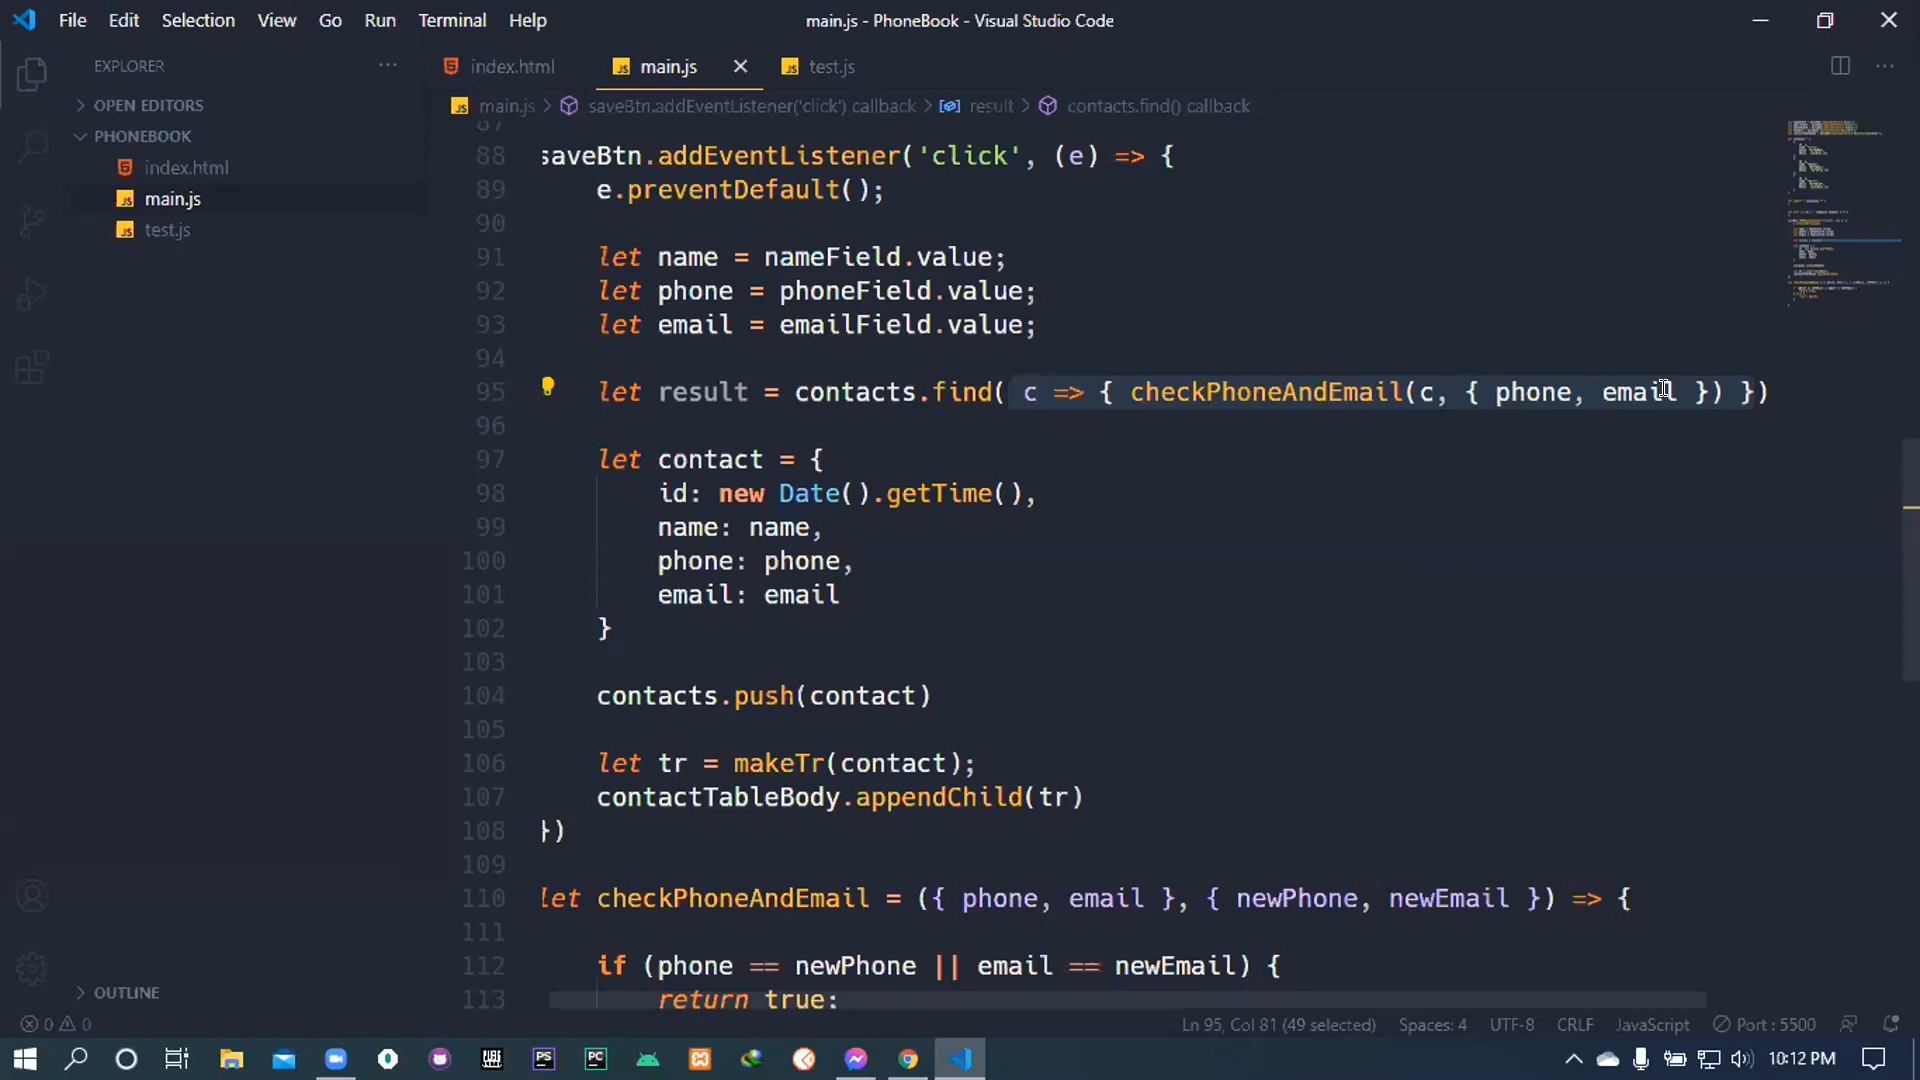 File Edit Selection View Go Run Terminal Help main.js - PhoneBook - Visual Studio Code
EXPLORER
index.html main.js test.js
OPEN EDITORS
PHONEBOOK
index.html
main.js
test.js
OUTLINE
main.js > saveBtn.addEventListener('click') callback > result > contacts.find() callback
87
88 saveBtn.addEventListener('click', (e) => {
89 e.preventDefault();
90
91 let name = nameField.value;
92 let phone = phoneField.value;
93 let email = emailField.value;
94
95 let result = contacts.find( c => { checkPhoneAndEmail(c, { phone, email }) })
96
97 let contact = {
98 id: new Date().getTime(),
99 name: name,
100 phone: phone,
101 email: email
102 }
103
104 contacts.push(contact)
105
106 let tr = makeTr(contact);
107 contactTableBody.appendChild(tr)
108 })
109
110 let checkPhoneAndEmail = ({ phone, email }, { newPhone, newEmail }) => {
111
112 if (phone == newPhone || email == newEmail) {
113 return true;
0 0 Ln 95, Col 81 (49 selected) Spaces: 4 UTF-8 CRLF JavaScript Port : 5500
10:12 PM